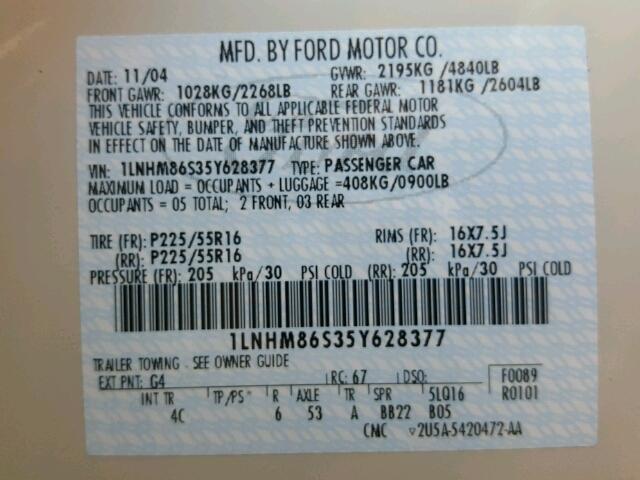 MFD. BY FORD MOTOR CO.
DATE: 11/04 GVWR: 2195KG /4840LB
FRONT GAWR: 1028KG/2268LB REAR GAWR: 1181KG /2604LB
THIS VEHICLE CONFORMS TO ALL APPLICABLE FEDERAL MOTOR
VEHICLE SAFETY, BUMPER, AND THEFT PREVENTION STANDARDS
IN EFFECT ON THE DATE OF MANUFACTURE SHOWN ABOVE.
VIN: 1LNHM86S35Y628377 TYPE: PASSENGER CAR
MAXIMUM LOAD = OCCUPANTS + LUGGAGE =408KG/0900LB
OCCUPANTS = 05 TOTAL; 2 FRONT, 03 REAR
TIRE (FR): P225/55R16 RIMS (FR): 16X7.5J
(RR): P225/55R16 (RR): 16X7.5J
PRESSURE (FR): 205 kPa/30 PSI COLD (RR): 205 kPa/30 PSI COLD
1LNHM86S35Y628377
TRAILER TOWING - SEE OWNER GUIDE
EXT PNT: G4 RC: 67 DSO: F0089
R0101
INT TR TP/PS R AXLE TR SPR 5LQ16
4C 6 53 A BB22 B05
CMC ▽2U5A-5420472-AA